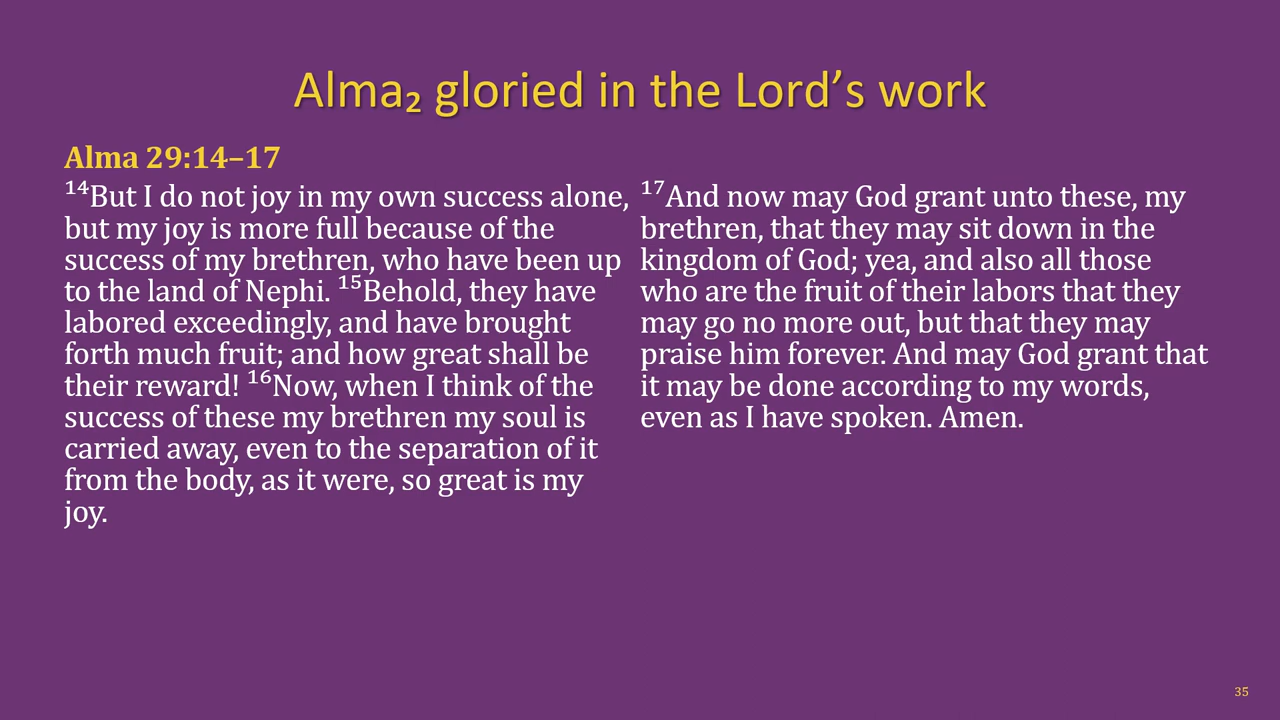 Alma₂ gloried in the Lord’s work
Alma 29:14–17
¹⁴But I do not joy in my own success alone,
but my joy is more full because of the
success of my brethren, who have been up
to the land of Nephi. ¹⁵Behold, they have
labored exceedingly, and have brought
forth much fruit; and how great shall be
their reward! ¹⁶Now, when I think of the
success of these my brethren my soul is
carried away, even to the separation of it
from the body, as it were, so great is my
joy.
¹⁷And now may God grant unto these, my
brethren, that they may sit down in the
kingdom of God; yea, and also all those
who are the fruit of their labors that they
may go no more out, but that they may
praise him forever. And may God grant that
it may be done according to my words,
even as I have spoken. Amen.
35